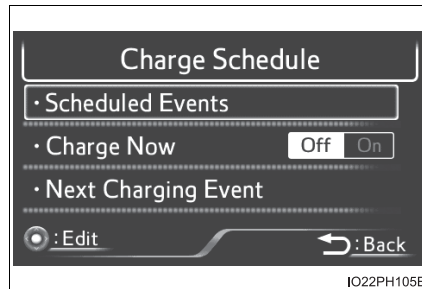 Charge Schedule
· Scheduled Events
· Charge Now Off On
· Next Charging Event
: Edit : Back
IO22PH105E